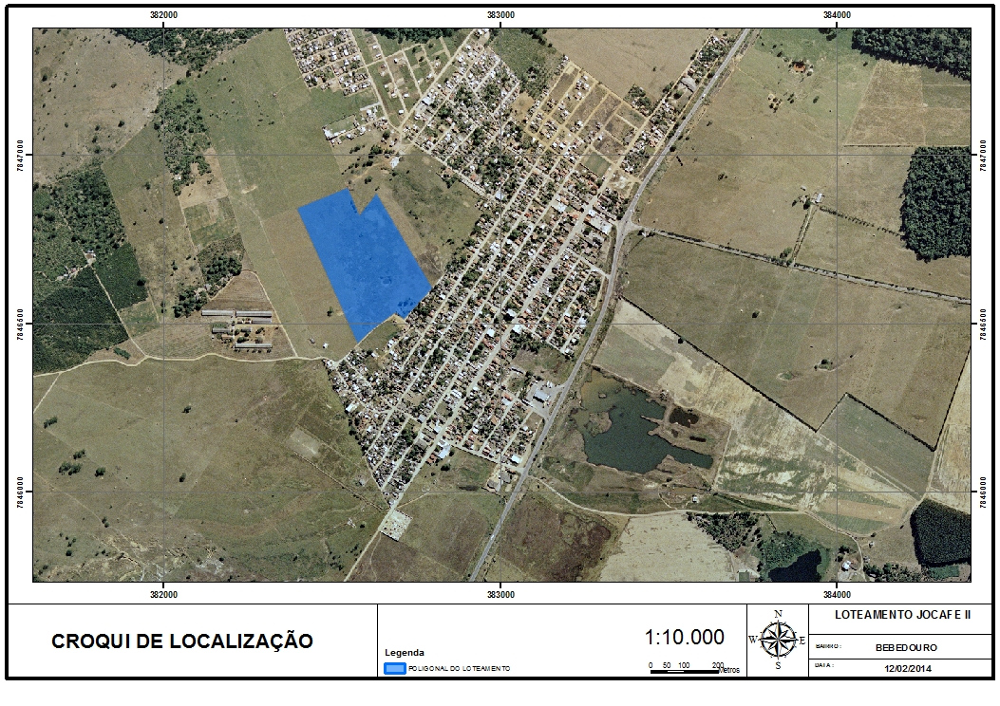 382000 383000 384000
7847000 7847000
7846500 7846500
7846000 7846000
382000 383000 384000
CROQUI DE LOCALIZAÇÃO
Legenda
POLIGONAL DO LOTEAMENTO
1:10.000
0 50 100 200
Metros
N
W E
S
LOTEAMENTO JOCAFE II
BAIRRO: BEBEDOURO
DATA: 12/02/2014